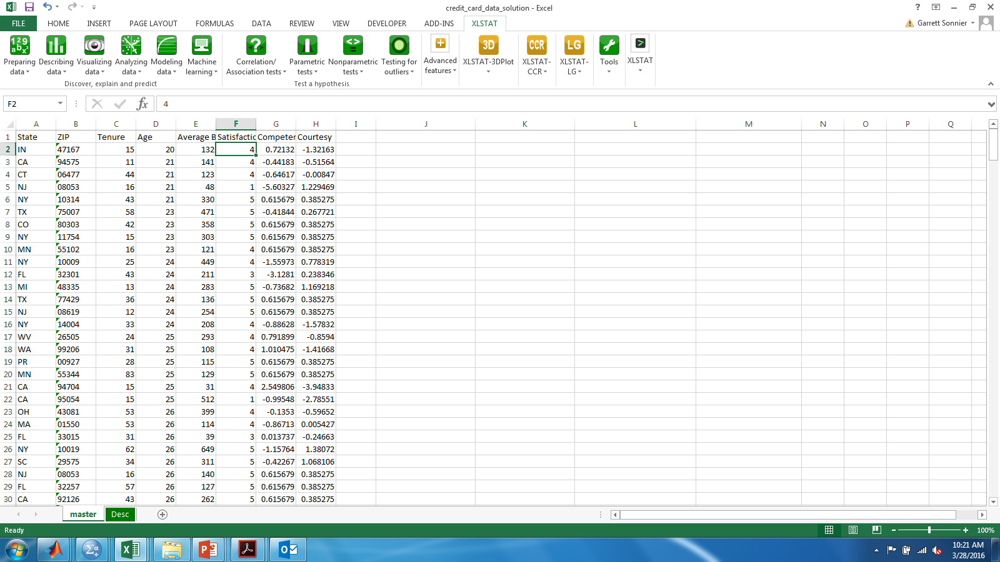 credit_card_data_solution - Excel
FILE HOME INSERT PAGE LAYOUT FORMULAS DATA REVIEW VIEW DEVELOPER ADD-INS XLSTAT Garrett Sonnier
Preparing data Describing data Visualizing data Analyzing data Modeling data Machine learning Correlation/ Association tests Parametric tests Nonparametric tests Testing for outliers Advanced features XLSTAT-3DPlot XLSTAT-CCR XLSTAT-LG Tools XLSTAT
Discover, explain and predict Test a hypothesis
F2 fx 4
A B C D E F G H I J K L M N O P Q
1 State ZIP Tenure Age Average B Satisfactic Competer Courtesy
2 IN 47167 15 20 132 4 0.72132 -1.32163
3 CA 94575 11 21 141 4 -0.44183 -0.51564
4 CT 06477 44 21 123 4 -0.64617 -0.00847
5 NJ 08053 16 21 48 1 -5.60327 1.229469
6 NY 10314 43 21 330 5 0.615679 0.385275
7 TX 75007 58 23 471 5 -0.41844 0.267721
8 CO 80303 42 23 358 5 0.615679 0.385275
9 NY 11754 15 23 303 5 0.615679 0.385275
10 MN 55102 16 23 121 4 0.615679 0.385275
11 NY 10009 25 24 449 4 -1.55973 0.778319
12 FL 32301 43 24 211 3 -3.1281 0.238346
13 MI 48335 13 24 283 5 -0.73682 1.169218
14 TX 77429 36 24 136 5 0.615679 0.385275
15 NJ 08619 12 24 254 5 0.615679 0.385275
16 NY 14004 33 24 208 4 -0.88628 -1.57832
17 WV 26505 24 25 293 4 0.791899 -0.8594
18 WA 99206 31 25 108 4 1.010475 -1.41668
19 PR 00927 28 25 115 5 0.615679 0.385275
20 MN 55344 83 25 129 5 0.615679 0.385275
21 CA 94704 15 25 31 4 2.549806 -3.94833
22 CA 95054 15 25 512 1 -0.99548 -2.78551
23 OH 43081 53 26 399 4 -0.1353 -0.59652
24 MA 01550 53 26 114 4 -0.86713 0.005427
25 FL 33015 31 26 39 3 0.013737 -0.24663
26 NY 10019 62 26 649 5 -1.15764 1.38072
27 SC 29575 34 26 311 5 -0.42267 1.068106
28 NJ 08053 16 26 140 5 0.615679 0.385275
29 FL 32257 57 26 127 5 0.615679 0.385275
30 CA 92126 43 26 262 5 0.615679 0.385275
master Desc
Ready 100%
10:21 AM
3/28/2016